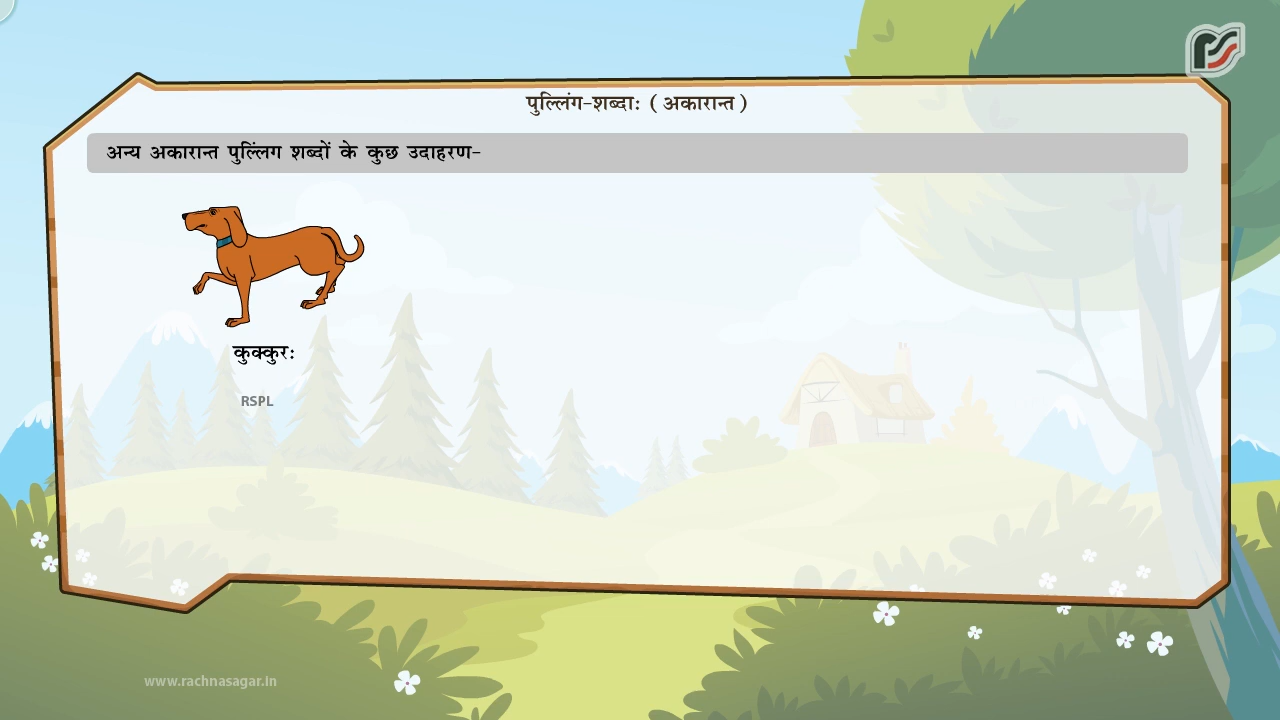 पुल्लिंग-शब्दाः (अकारान्त)
अन्य अकारान्त पुल्लिंग शब्दों के कुछ उदाहरण-
कुक्कुरः
RSPL
www.rachnasagar.in